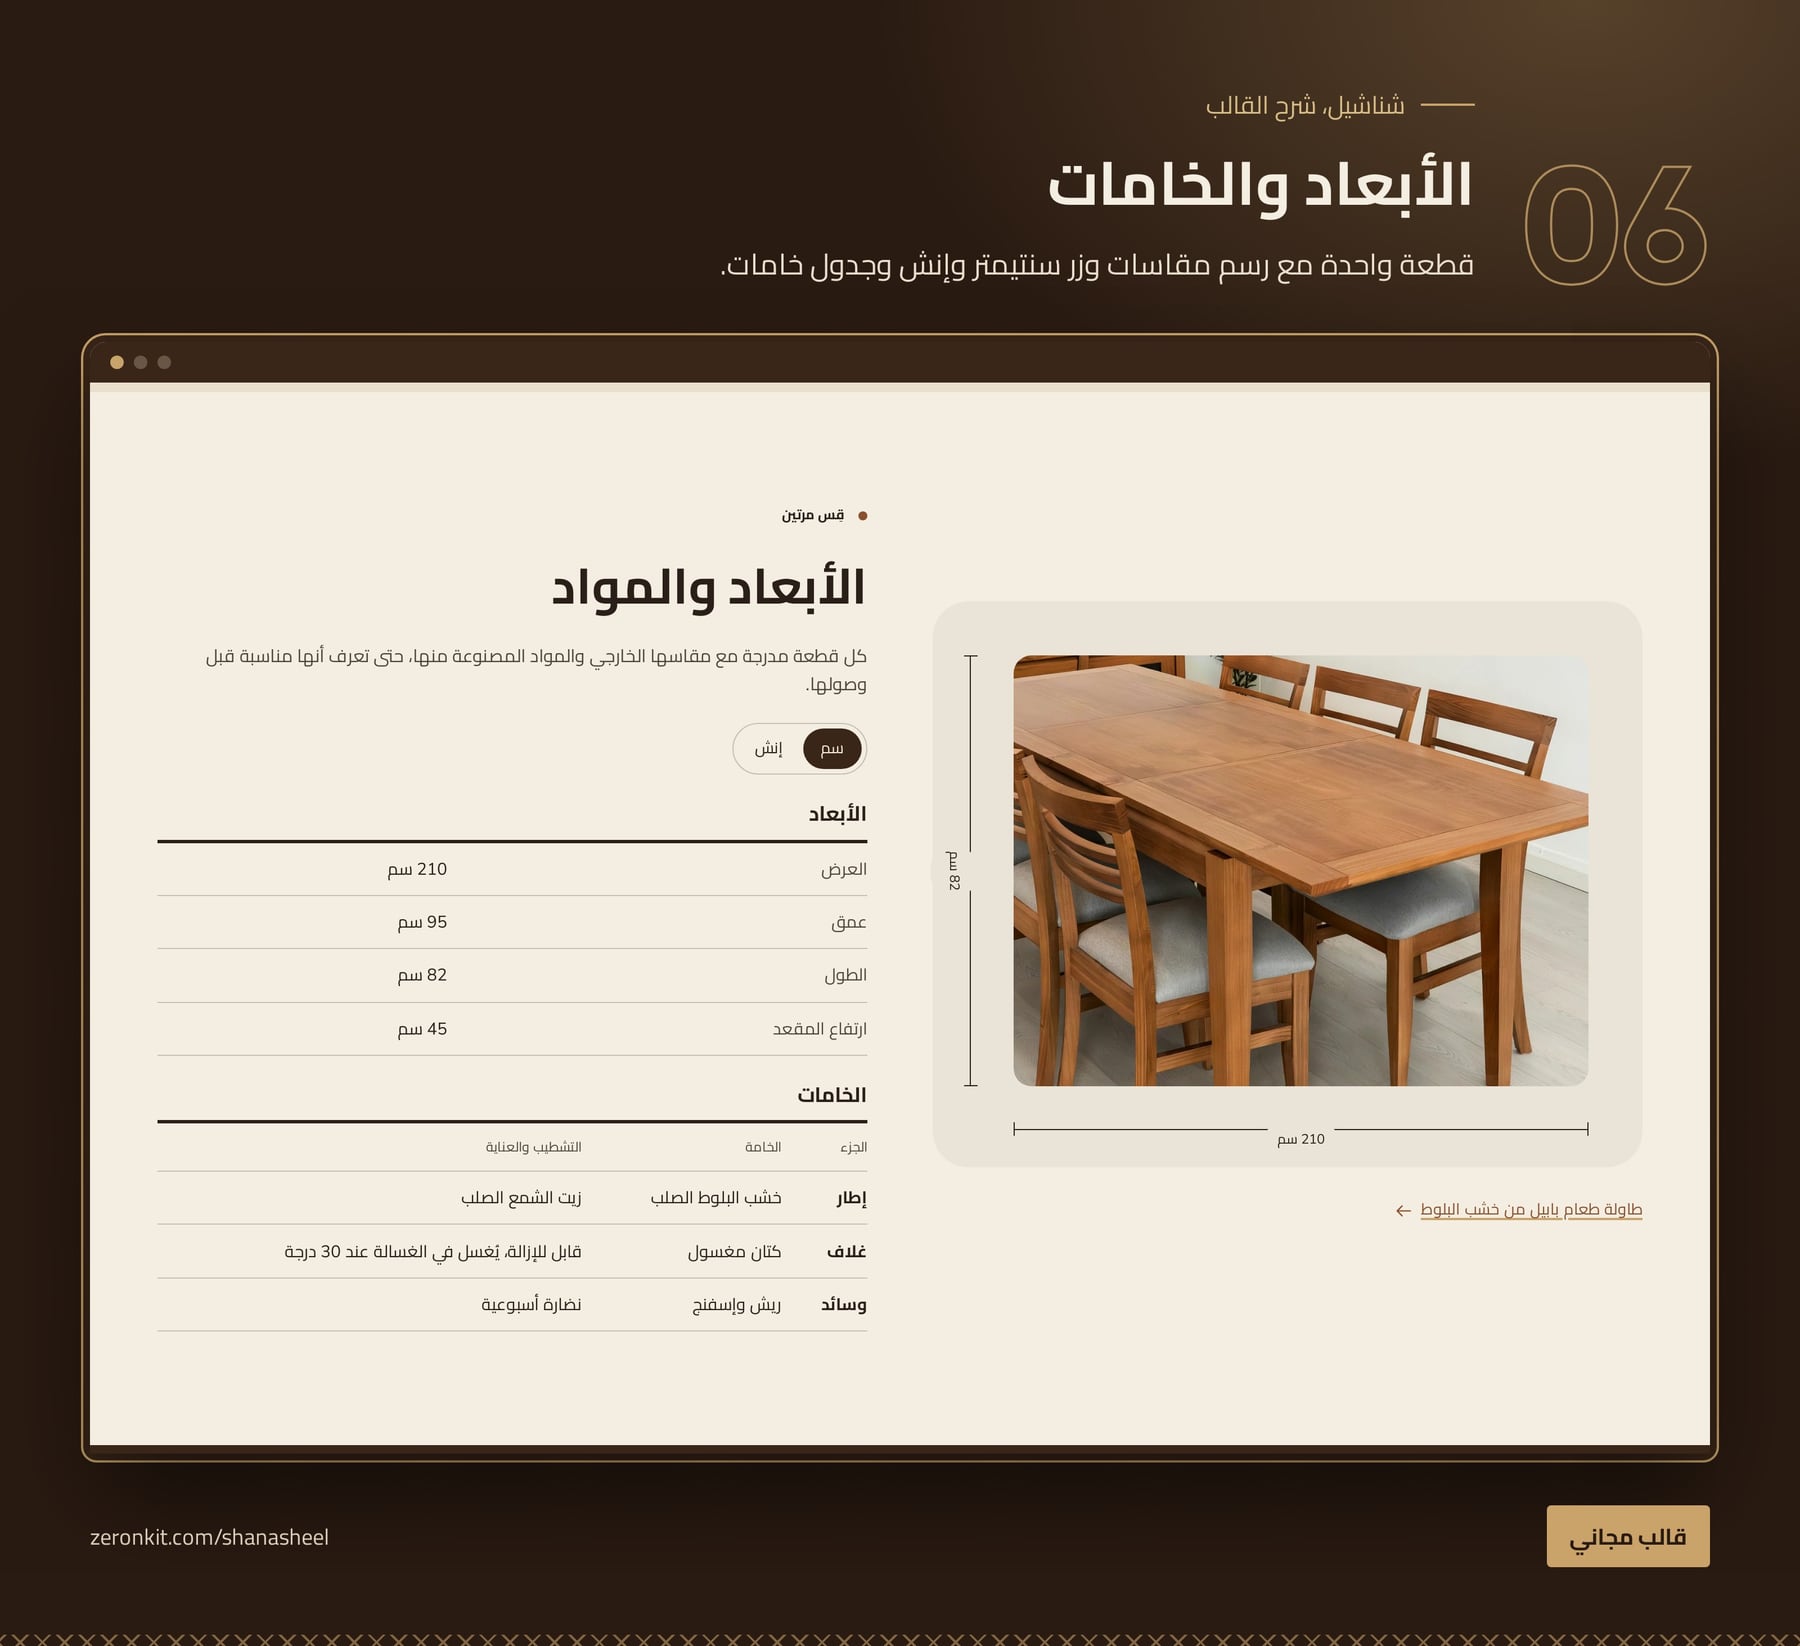 شناشيل، شرح القالب
06
الأبعاد والخامات
قطعة واحدة مع رسم مقاسات وزر سنتيمتر وإنش وجدول خامات.
قِس مرتين
الأبعاد والمواد
كل قطعة مدرجة مع مقاسها الخارجي والمواد المصنوعة منها، حتى تعرف أنها مناسبة قبل
وصولها.
سم إنش
الأبعاد
العرض 210 سم
عمق 95 سم
الطول 82 سم
ارتفاع المقعد 45 سم
الخامات
الجزء الخامة التشطيب والعناية
إطار خشب البلوط الصلب زيت الشمع الصلب
غلاف كتان مغسول قابل للإزالة، يُغسل في الغسالة عند 30 درجة
وسائد ريش وإسفنج نضارة أسبوعية
82 سم
210 سم
طاولة طعام بابيل من خشب البلوط ←
قالب مجاني
zeronkit.com/shanasheel